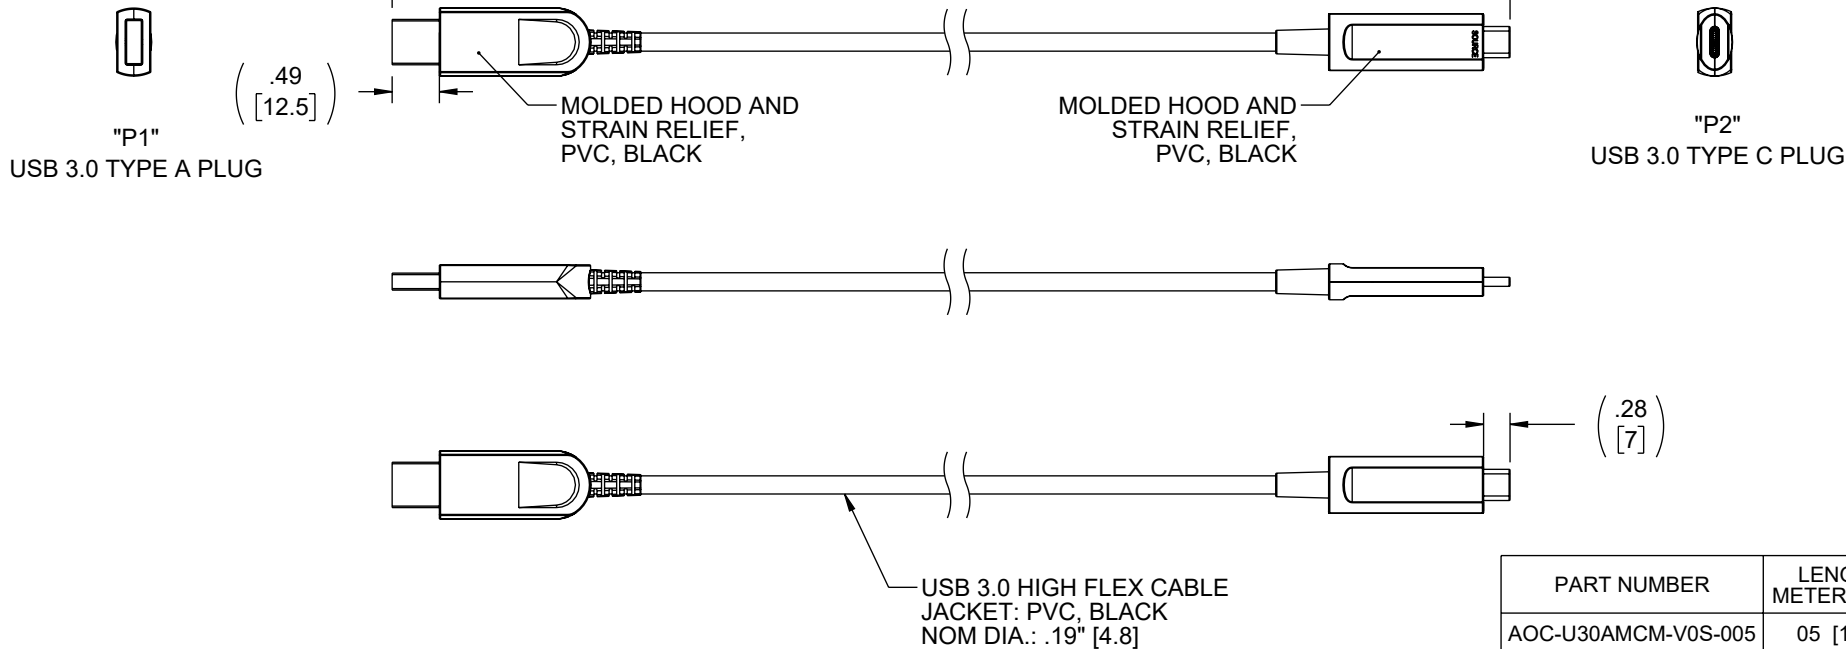 SOURCE
.49
[12.5]
"P1"
USB 3.0 TYPE A PLUG
MOLDED HOOD AND
STRAIN RELIEF,
PVC, BLACK
MOLDED HOOD AND
STRAIN RELIEF,
PVC, BLACK
"P2"
USB 3.0 TYPE C PLUG
.28
[7]
USB 3.0 HIGH FLEX CABLE
JACKET: PVC, BLACK
NOM DIA.: .19" [4.8]
PART NUMBER
AOC-U30AMCM-V0S-005
05